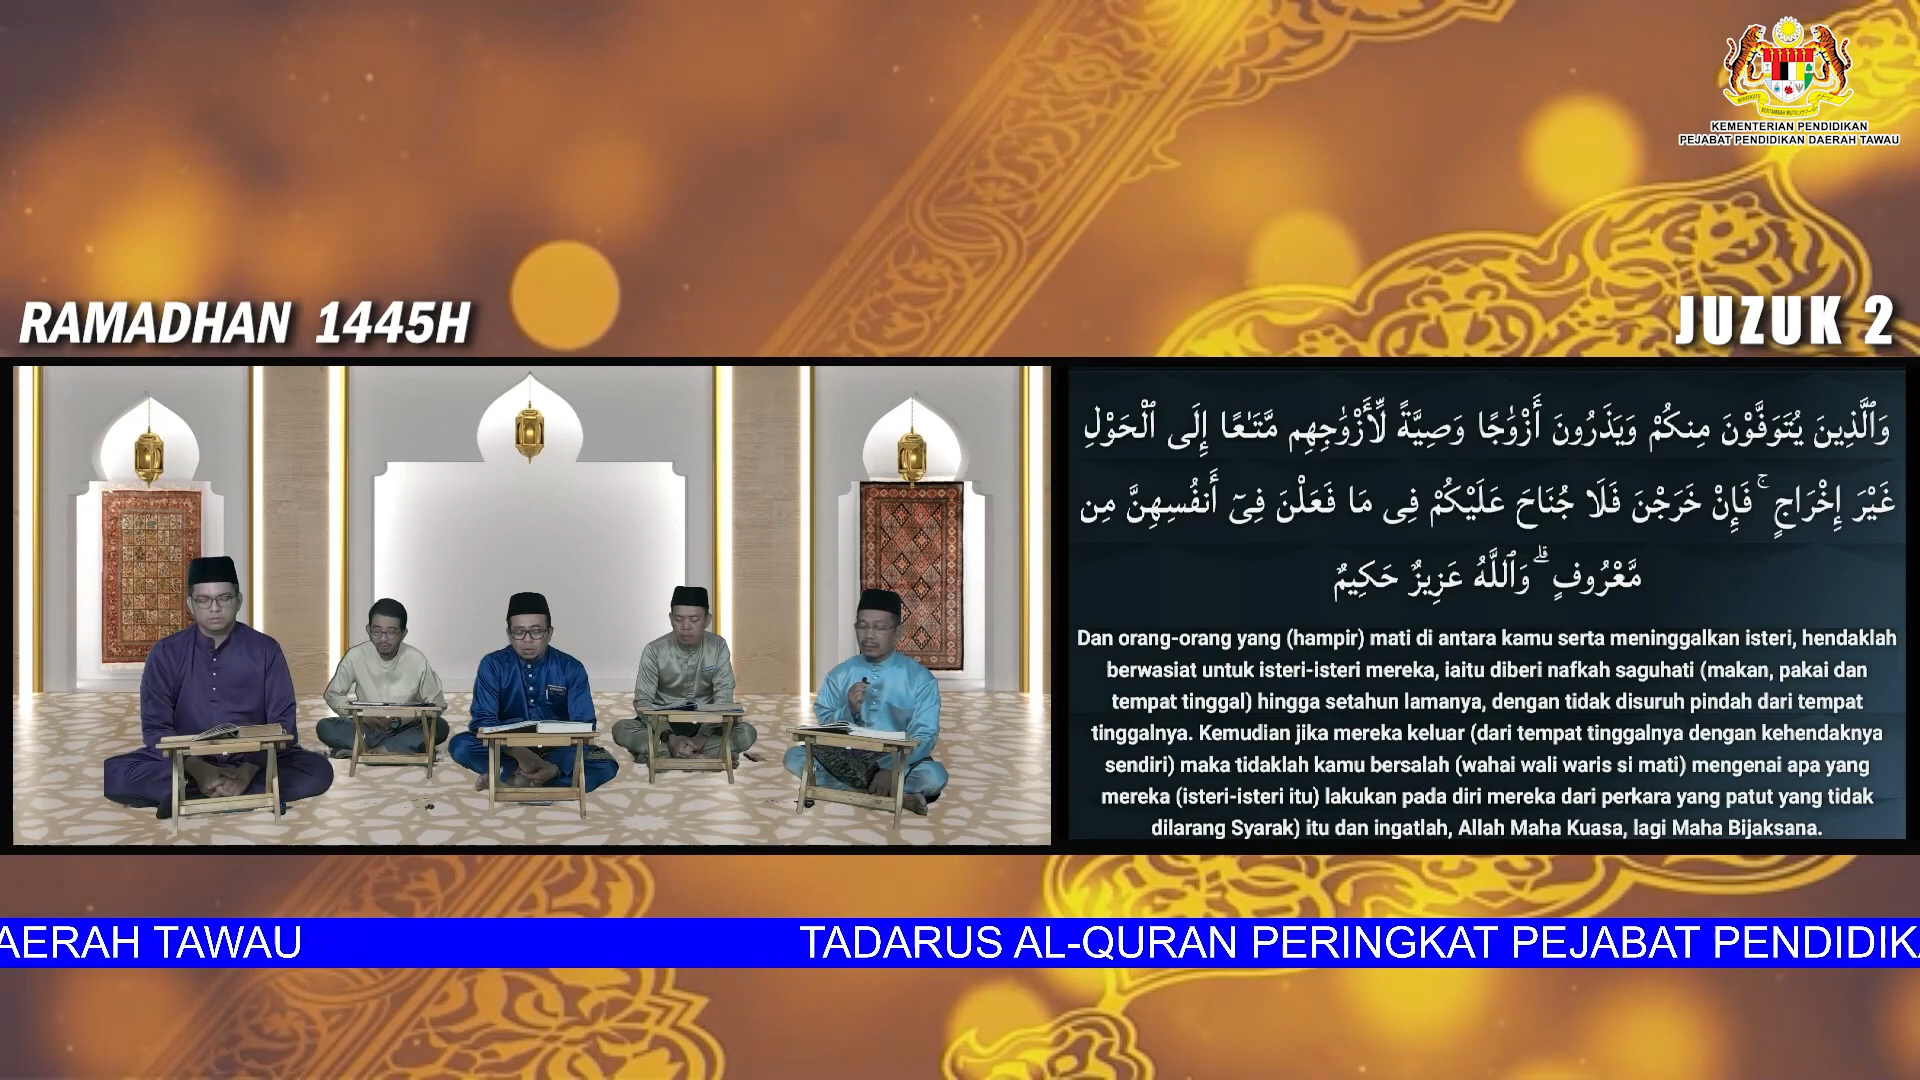 KEMENTERIAN PENDIDIKAN
PEJABAT PENDIDIKAN DAERAH TAWAU
RAMADHAN 1445H
JUZUK 2
وَٱلَّذِينَ يُتَوَفَّوْنَ مِنكُمْ وَيَذَرُونَ أَزْوَٰجًا وَصِيَّةً لِّأَزْوَٰجِهِم مَّتَـٰعًا إِلَى ٱلْحَوْلِ
غَيْرَ إِخْرَاجٍ ۚ فَإِنْ خَرَجْنَ فَلَا جُنَاحَ عَلَيْكُمْ فِى مَا فَعَلْنَ فِىٓ أَنفُسِهِنَّ مِن
مَّعْرُوفٍ ۗ وَٱللَّهُ عَزِيزٌ حَكِيمٌ
Dan orang-orang yang (hampir) mati di antara kamu serta meninggalkan isteri, hendaklah
berwasiat untuk isteri-isteri mereka, iaitu diberi nafkah saguhati (makan, pakai dan
tempat tinggal) hingga setahun lamanya, dengan tidak disuruh pindah dari tempat
tinggalnya. Kemudian jika mereka keluar (dari tempat tinggalnya dengan kehendaknya
sendiri) maka tidaklah kamu bersalah (wahai wali waris si mati) mengenai apa yang
mereka (isteri-isteri itu) lakukan pada diri mereka dari perkara yang patut yang tidak
dilarang Syarak) itu dan ingatlah, Allah Maha Kuasa, lagi Maha Bijaksana.
AERAH TAWAU TADARUS AL-QURAN PERINGKAT PEJABAT PENDIDIK